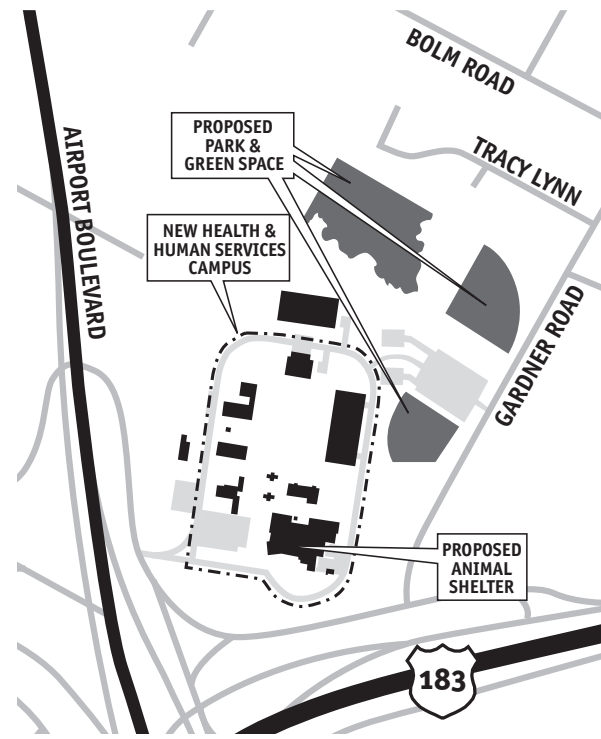 BOLM ROAD
TRACY LYNN
AIRPORT BOULEVARD
PROPOSED
PARK &
GREEN SPACE
NEW HEALTH &
HUMAN SERVICES
CAMPUS
GARDNER ROAD
PROPOSED
ANIMAL
SHELTER
183